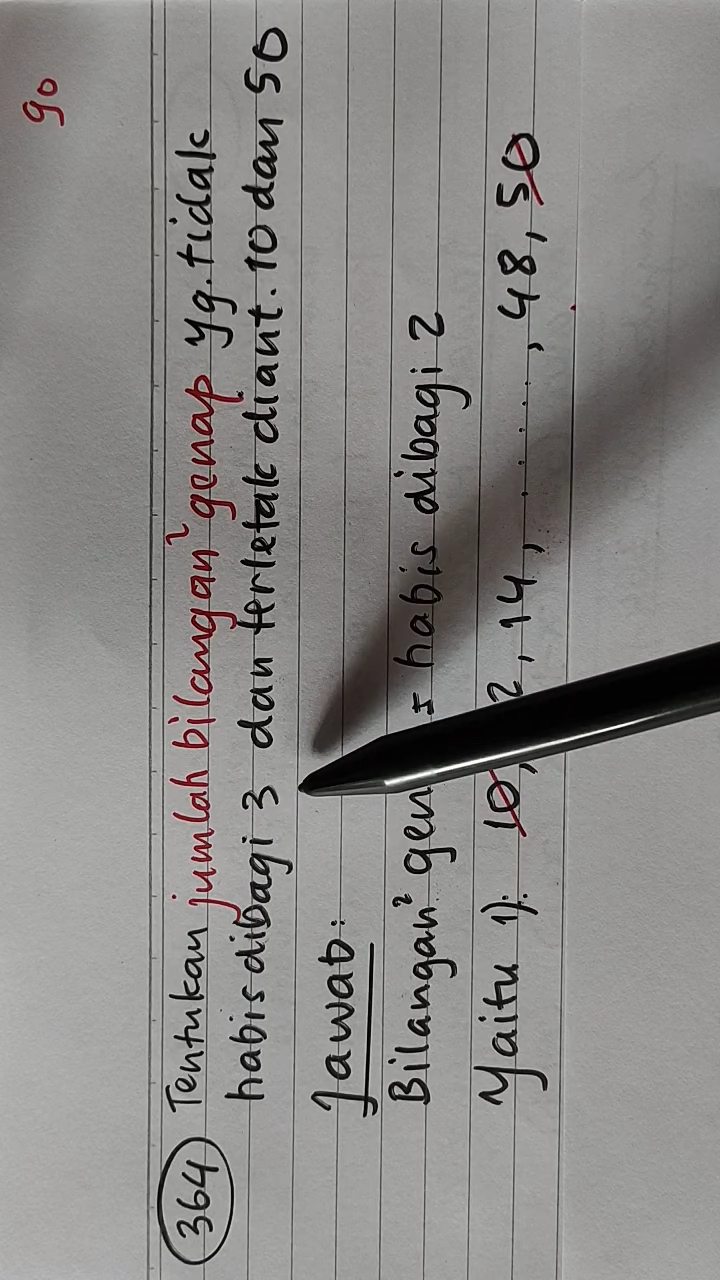 90
364 Tentukan jumlah bilangan² genap yg. tidak
habis dibagi 3 dan terletak diant. 10 dan 50
Jawab:
Bilangan² gen = habis dibagi 2
Yaitu 1). 10, 2, 14, ......., 48, 50